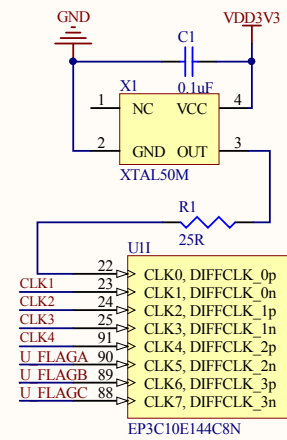 GND
VDD3V3
C1
0.1uF
X1
1 NC VCC 4
2 GND OUT 3
XTAL50M
R1
25R
U1I
22 CLK0, DIFFCLK_0p
CLK1 23 CLK1, DIFFCLK_0n
CLK2 24 CLK2, DIFFCLK_1p
CLK3 25 CLK3, DIFFCLK_1n
CLK4 91 CLK4, DIFFCLK_2p
U_FLAGA 90 CLK5, DIFFCLK_2n
U_FLAGB 89 CLK6, DIFFCLK_3p
U_FLAGC 88 CLK7, DIFFCLK_3n
EP3C10E144C8N